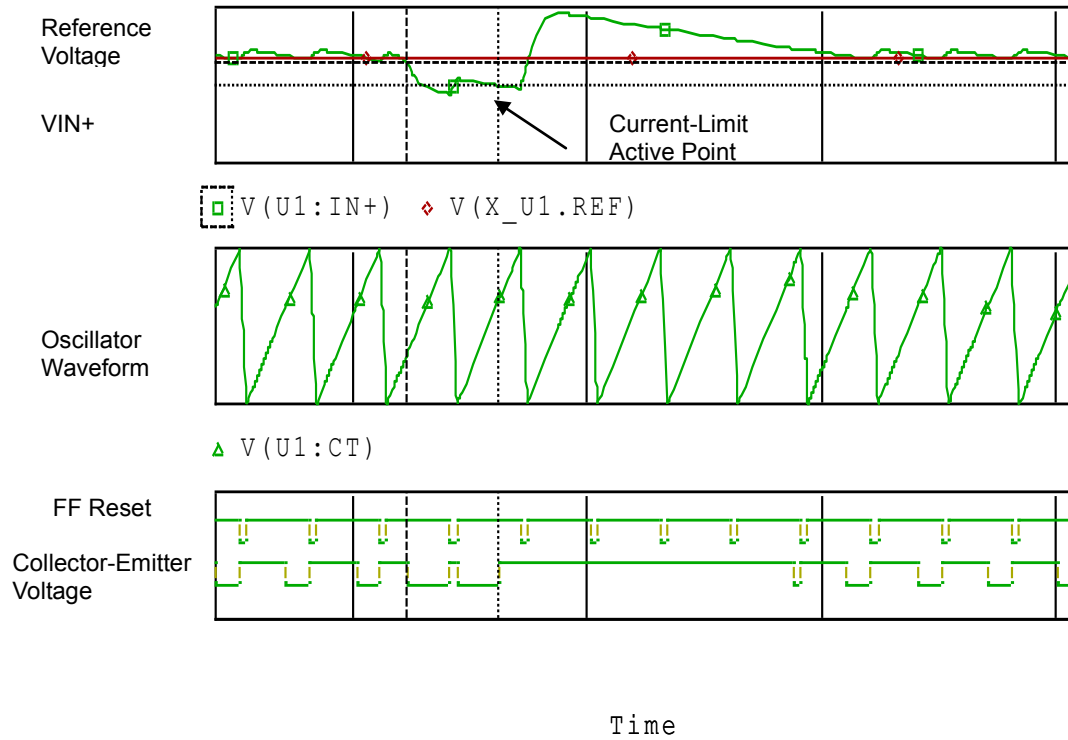 Reference
Voltage
VIN+
Current-Limit
Active Point
V(U1:IN+) V(X_U1.REF)
Oscillator
Waveform
V(U1:CT)
FF Reset
Collector-Emitter
Voltage
Time